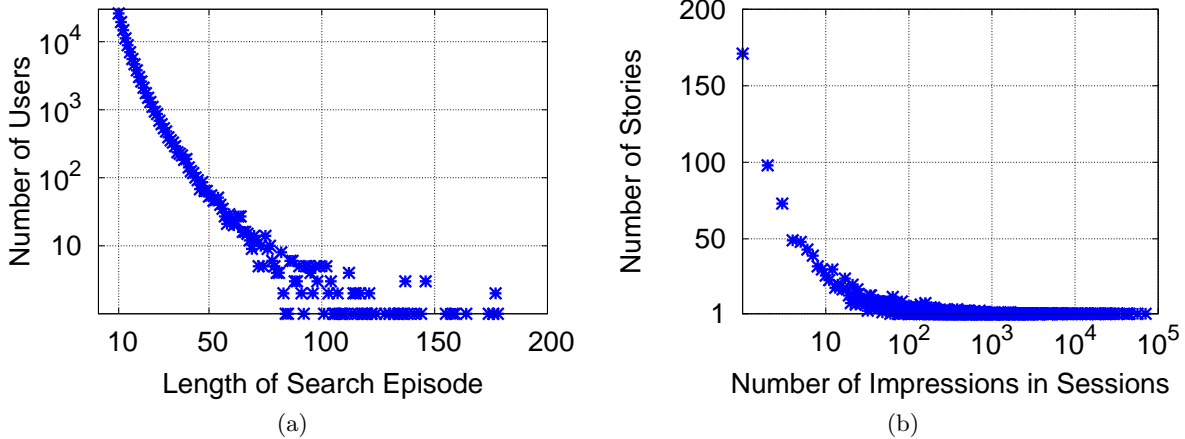 10^4
10^3
10^2
10
10 50 100 150 200
Number of Users
Length of Search Episode
(a)
200
150
100
50
1
10 10^2 10^3 10^4 10^5
Number of Stories
Number of Impressions in Sessions
(b)